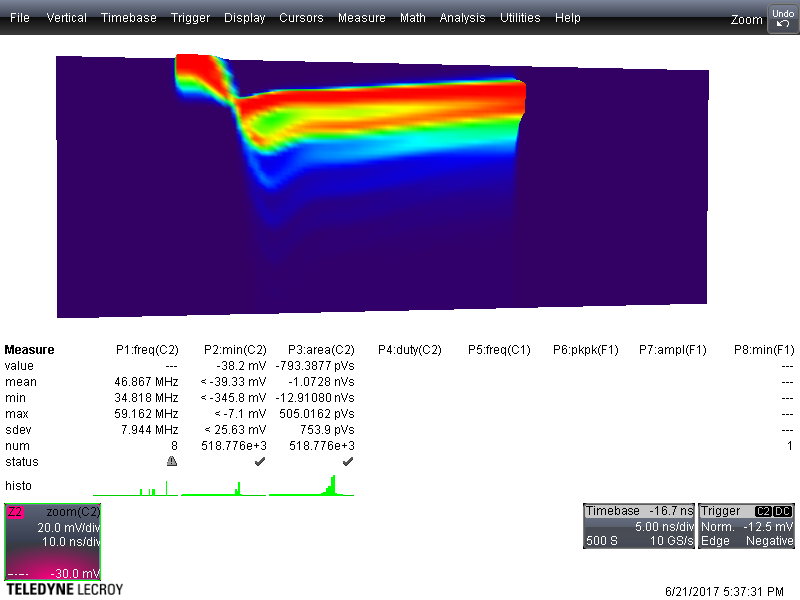 File Vertical Timebase Trigger Display Cursors Measure Math Analysis Utilities Help Zoom Undo
Measure P1:freq(C2) P2:min(C2) P3:area(C2) P4:duty(C2) P5:freq(C1) P6:pkpk(F1) P7:ampl(F1) P8:min(F1)
value --- -38.2 mV -793.3877 pVs ---
mean 46.867 MHz < -39.33 mV -1.0728 nVs ---
min 34.818 MHz < -345.8 mV -12.91080 nVs ---
max 59.162 MHz < -7.1 mV 505.0162 pVs ---
sdev 7.944 MHz < 25.63 mV 753.9 pVs ---
num 8 518.776e+3 518.776e+3 1
status
histo
Z2 zoom(C2)
20.0 mV/div
10.0 ns/div
-30.0 mV
Timebase -16.7 ns
5.00 ns/div
500 S 10 GS/s
Trigger C2 DC
Norm. -12.5 mV
Edge Negative
TELEDYNE LECROY
6/21/2017 5:37:31 PM